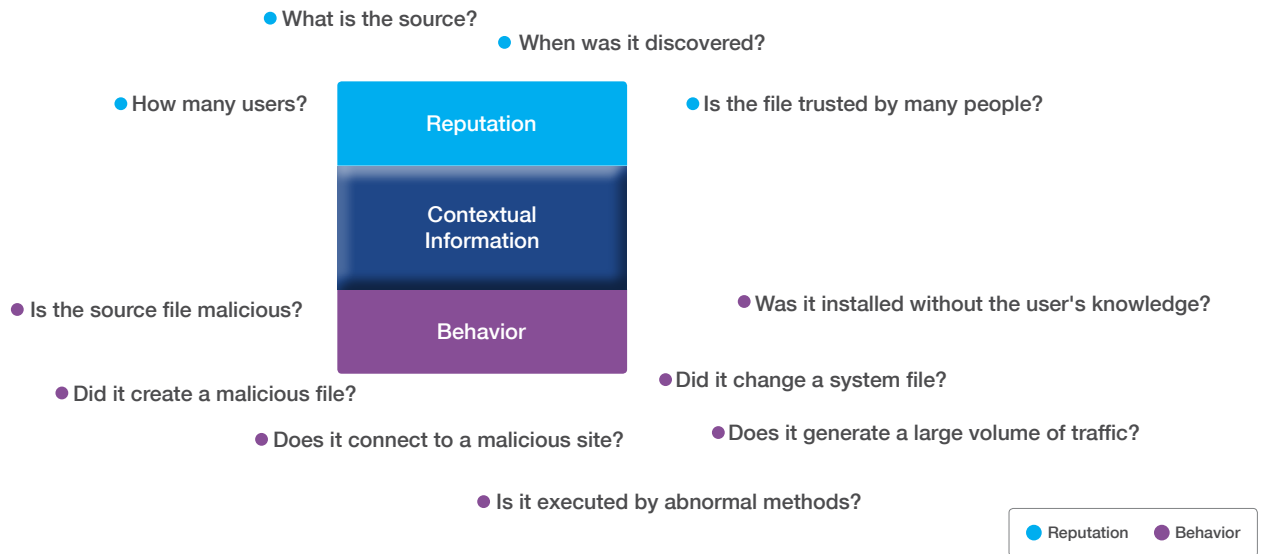 What is the source?
When was it discovered?
How many users?
Is the file trusted by many people?
Reputation
Contextual
Information
Is the source file malicious?
Was it installed without the user's knowledge?
Behavior
Did it create a malicious file?
Did it change a system file?
Does it connect to a malicious site?
Does it generate a large volume of traffic?
Is it executed by abnormal methods?
Reputation Behavior